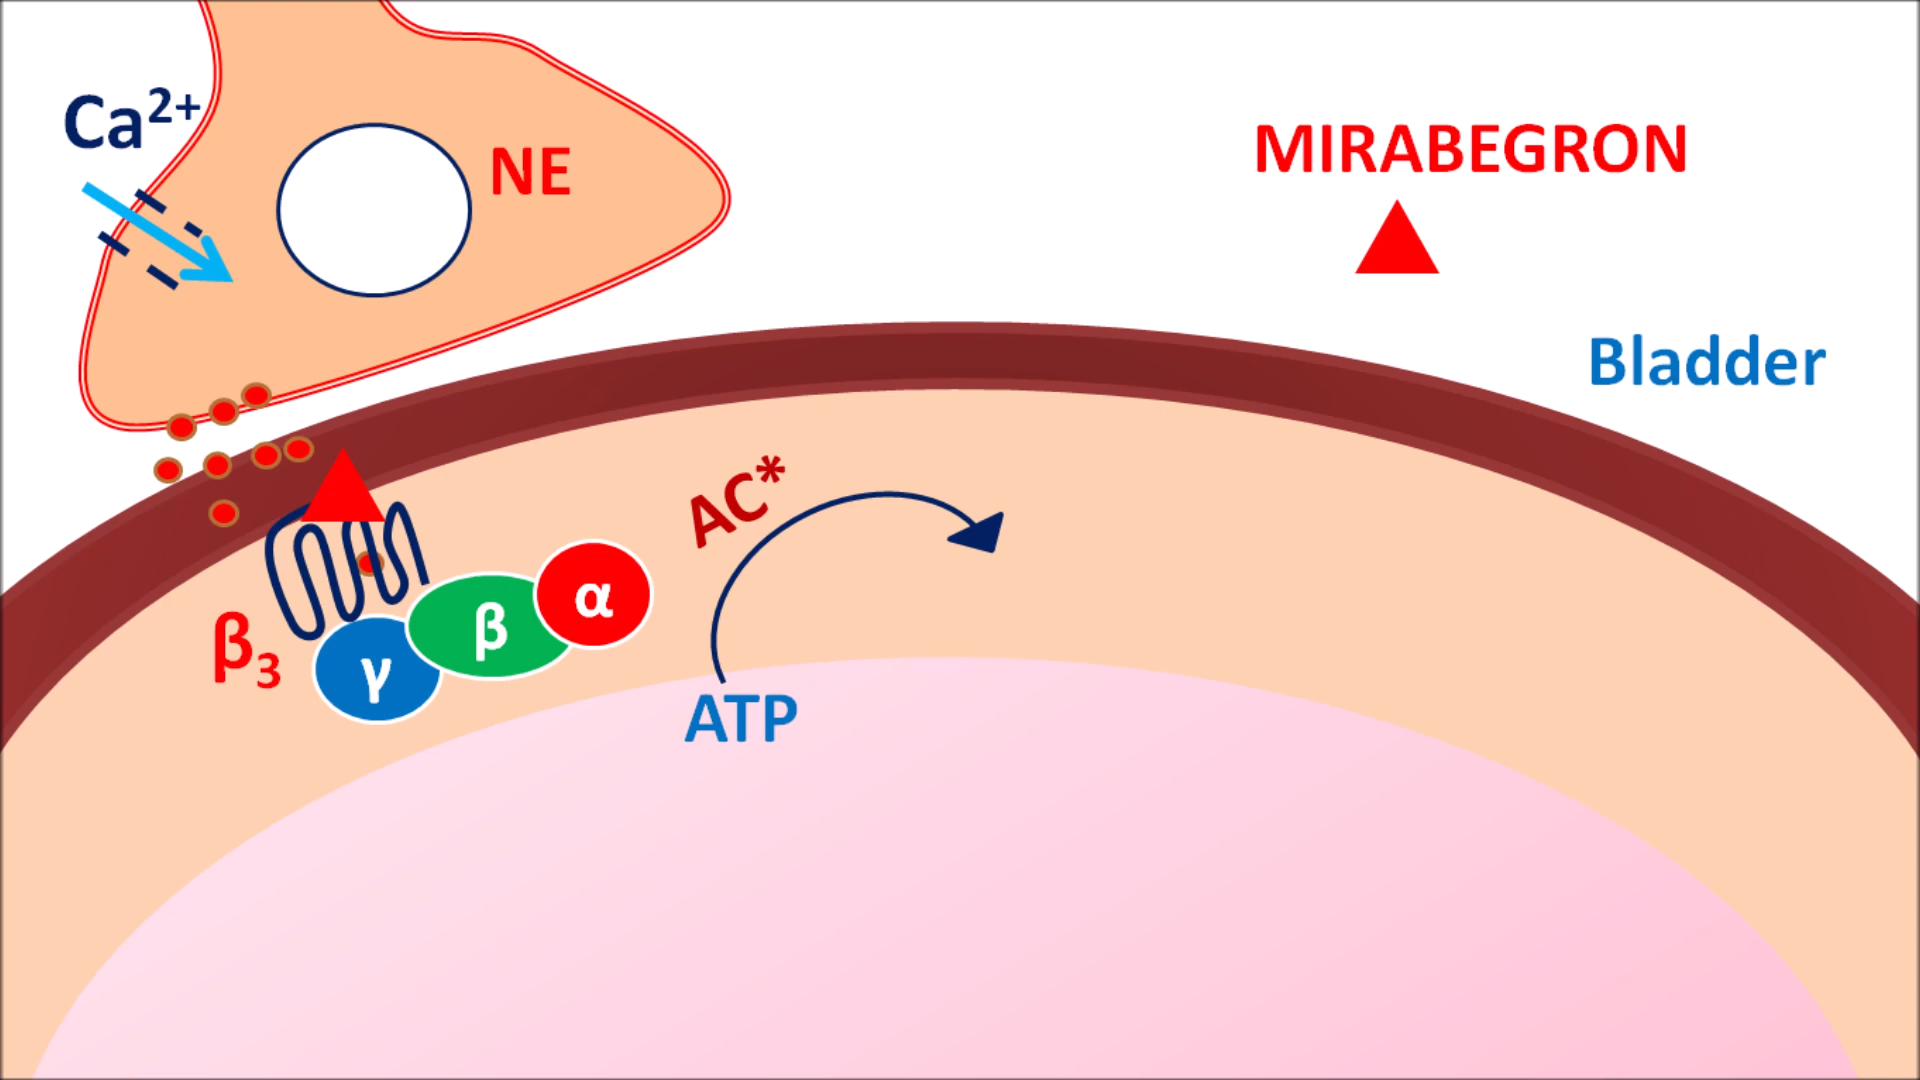 Ca²⁺
NE
MIRABEGRON
Bladder
AC*
β₃
γ
β
α
ATP